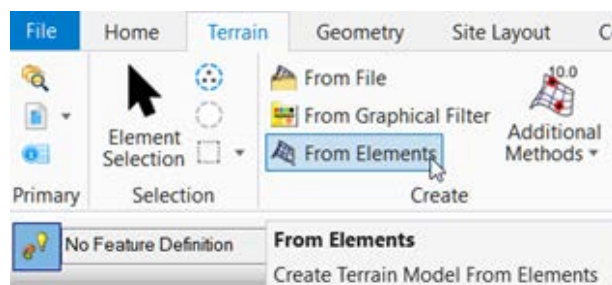 File Home Terrain Geometry Site Layout
From File
From Graphical Filter
From Elements
Element
Selection
10.0
Additional
Methods
Primary Selection Create
No Feature Definition
From Elements
Create Terrain Model From Elements